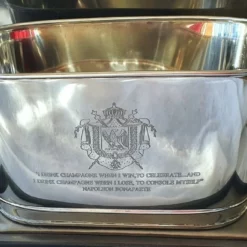 "I DRINK CHAMPAGNE WHEN I WIN, TO CELEBRATE...AND
I DRINK CHAMPAGNE WHEN I LOSE, TO CONSOLE MYSELF"
NAPOLEON BONAPARTE